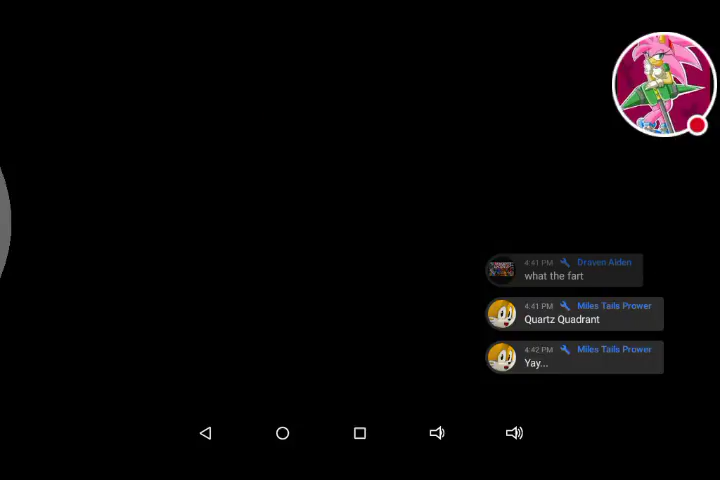 4:41 PM Draven Aiden
what the fart
4:41 PM Miles Tails Prower
Quartz Quadrant
4:42 PM Miles Tails Prower
Yay...